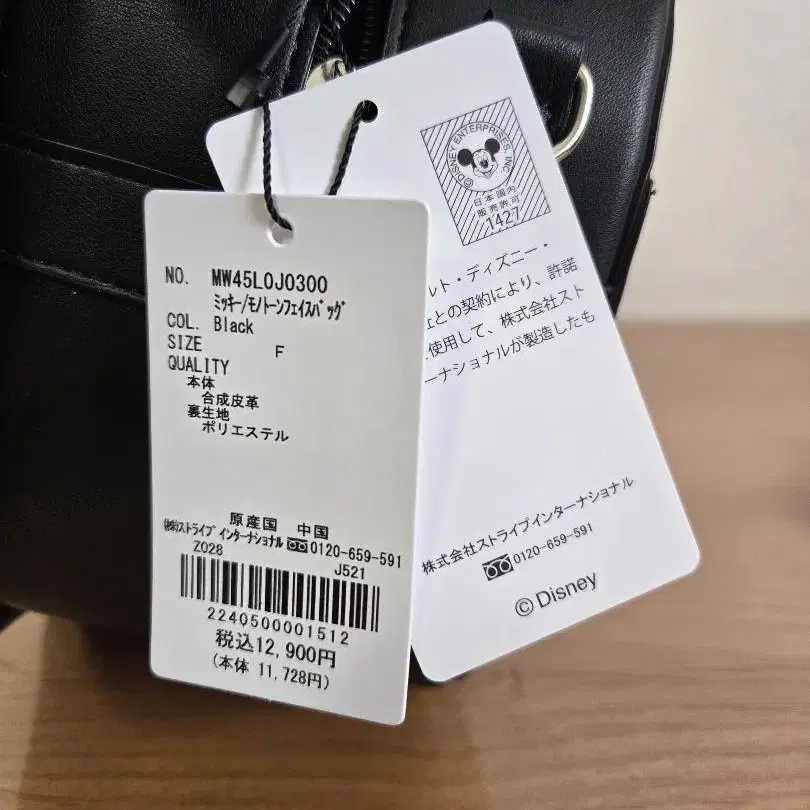 NO. MW45L0J0300
ﾐｯｷｰ/ﾓﾉﾄｰﾝﾌｪｲｽﾊﾞｯｸﾞ
COL. Black
SIZE F
QUALITY
本体
合成皮革
裏生地
ポリエステル
原産国 中国
㈱ｽﾄﾗｲﾌﾟｲﾝﾀｰﾅｼｮﾅﾙ 0120-659-591
Z028 J521
2240500001512
税込12,900円
(本体 11,728円)
©DISNEY ENTERPRISES, INC.
日本国内
販売許可
1427
ルト・ディズニー・
との契約により、許諾
使用して、株式会社スト
ーナショナルが製造したも
株式会社ストライプインターナショナル
0120-659-591
© Disney